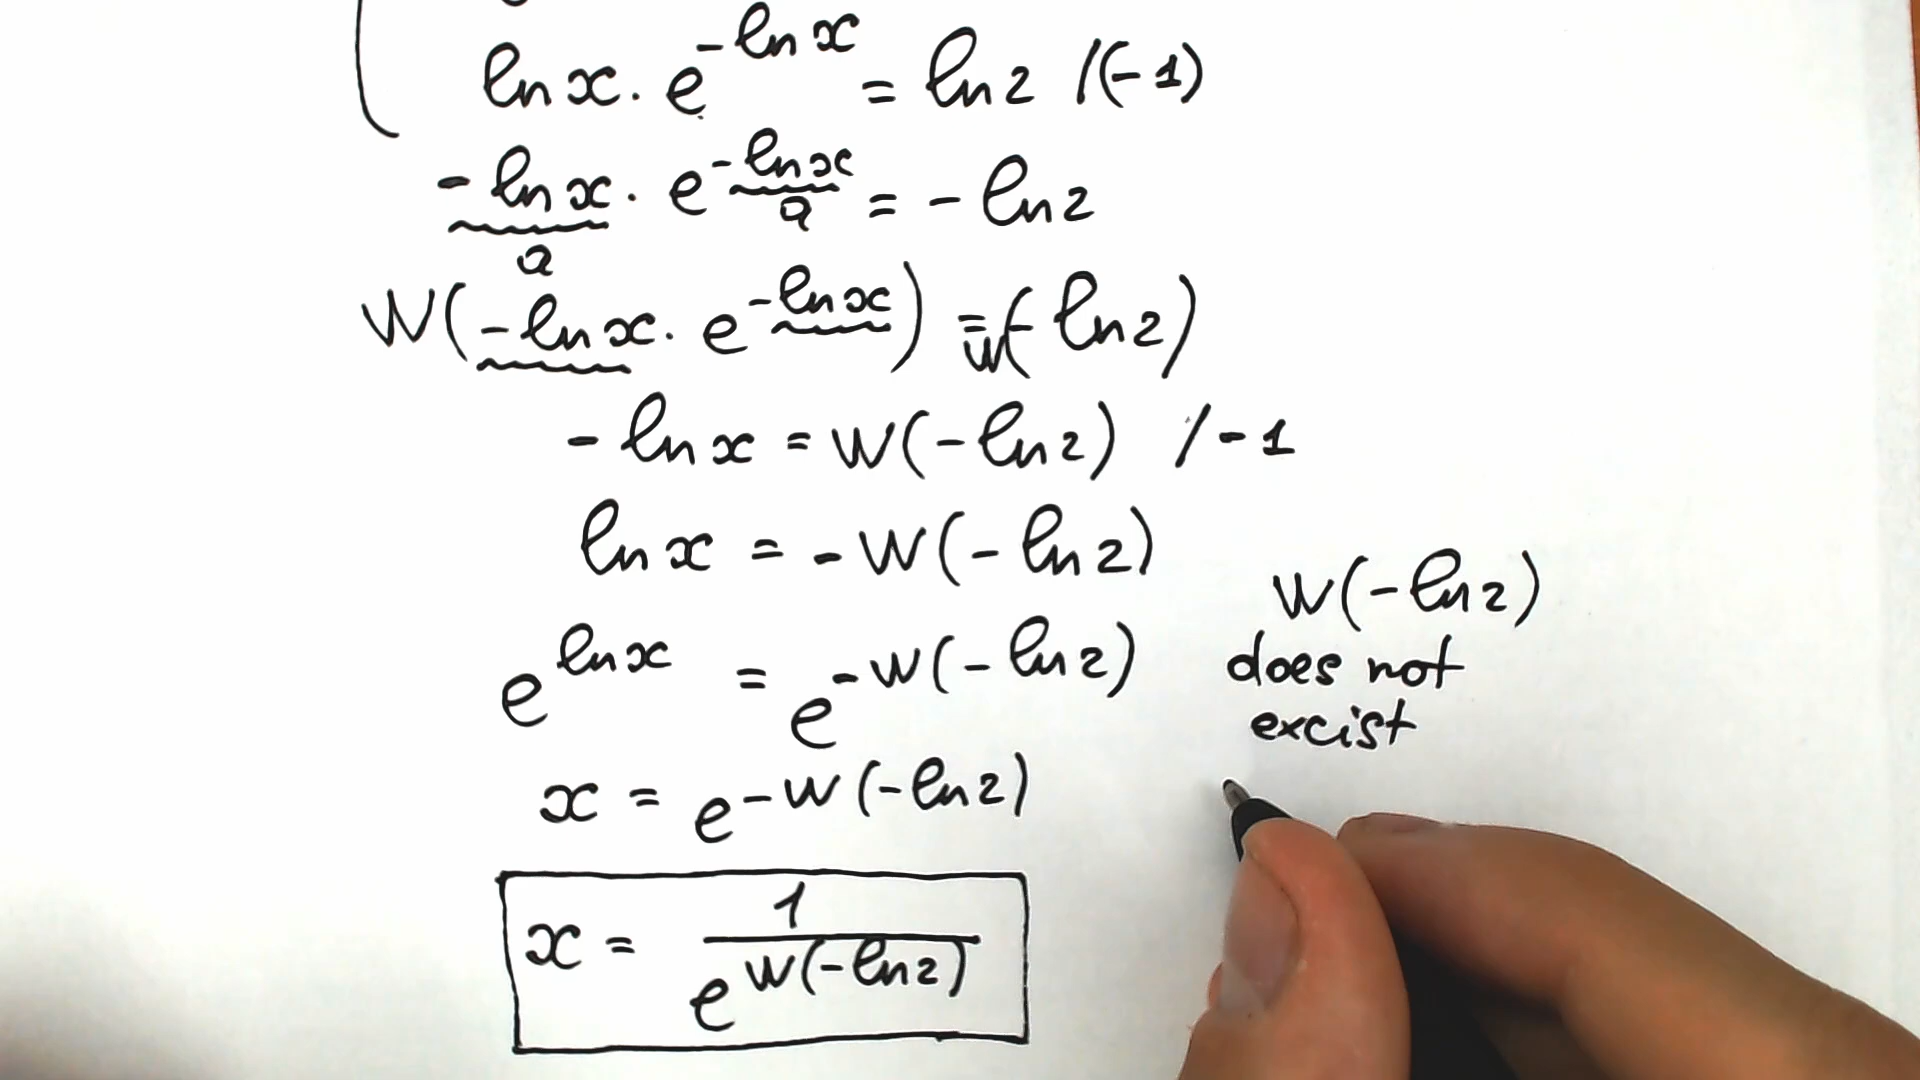 ln x · e^(-ln x) = ln 2 /(-1)
-ln x · e^(-ln x) = - ln 2
a a
W(-ln x · e^(-ln x)) = W(- ln 2)
- ln x = W(-ln 2) / -1
ln x = - W(- ln 2)
e^(ln x) = e^(-W(- ln 2))
x = e^(-W(-ln 2))
x = 1 / e^(W(-ln 2))
W(-ln 2)
does not
excist